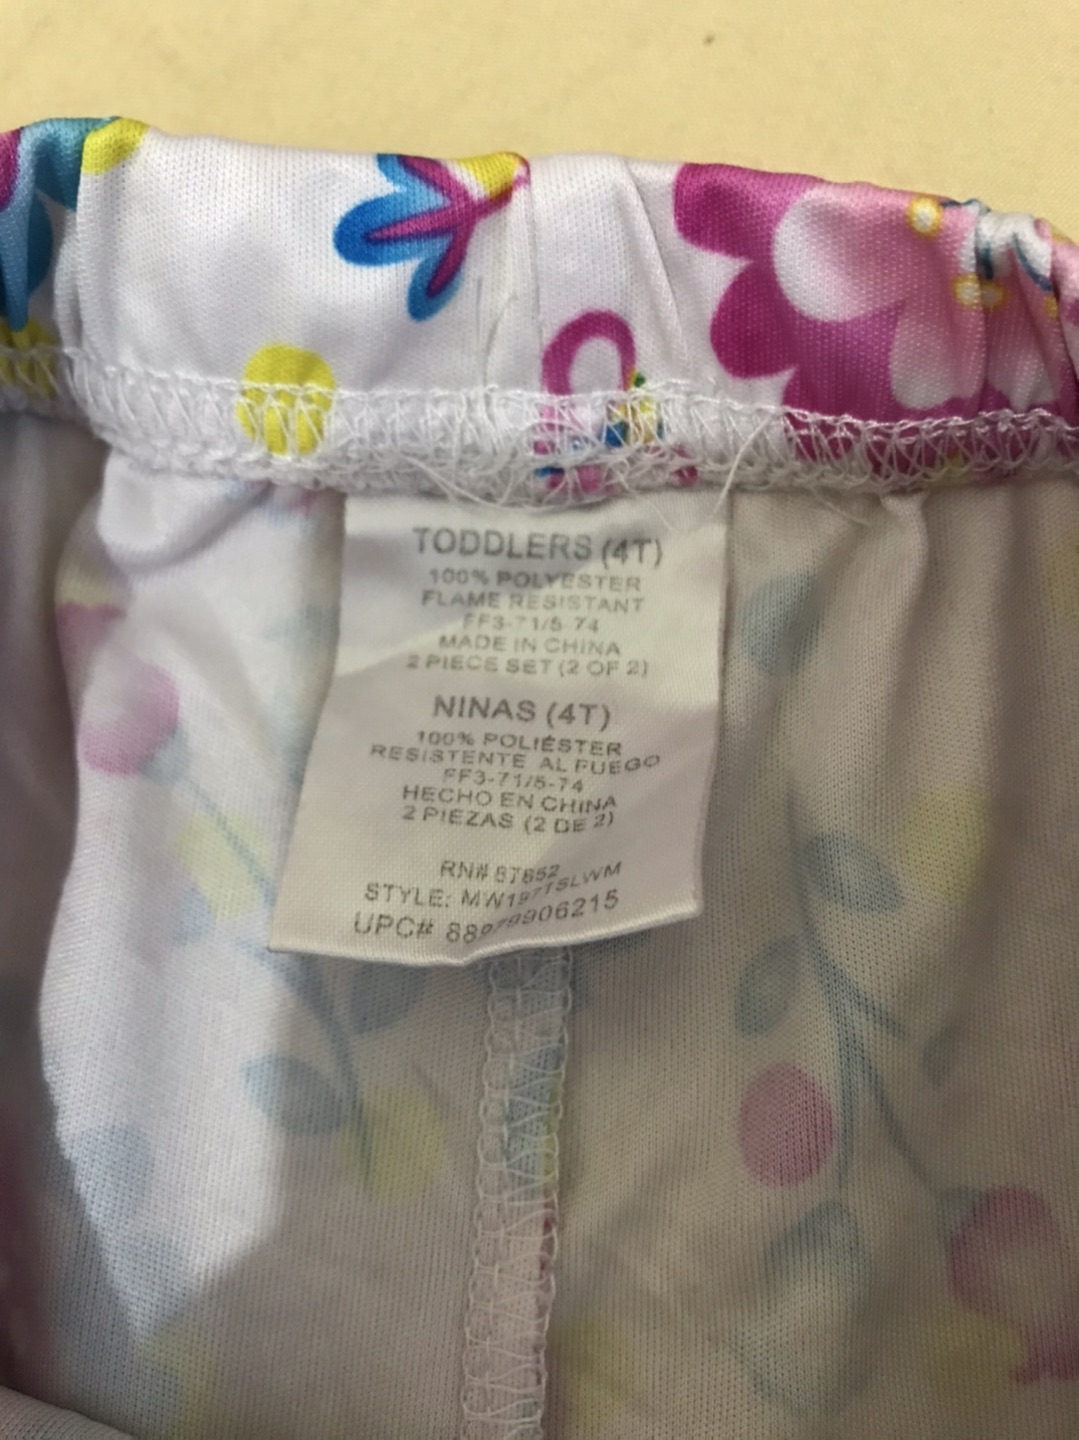 TODDLERS (4T)
100% POLYESTER
FLAME RESISTANT
FF3-71/5-74
MADE IN CHINA
2 PIECE SET (2 OF 2)
NINAS (4T)
100% POLIÉSTER
RESISTENTE AL FUEGO
FF3-71/5-74
HECHO EN CHINA
2 PIEZAS (2 DE 2)
RN# 87652
STYLE: MW197TSLWM
UPC#